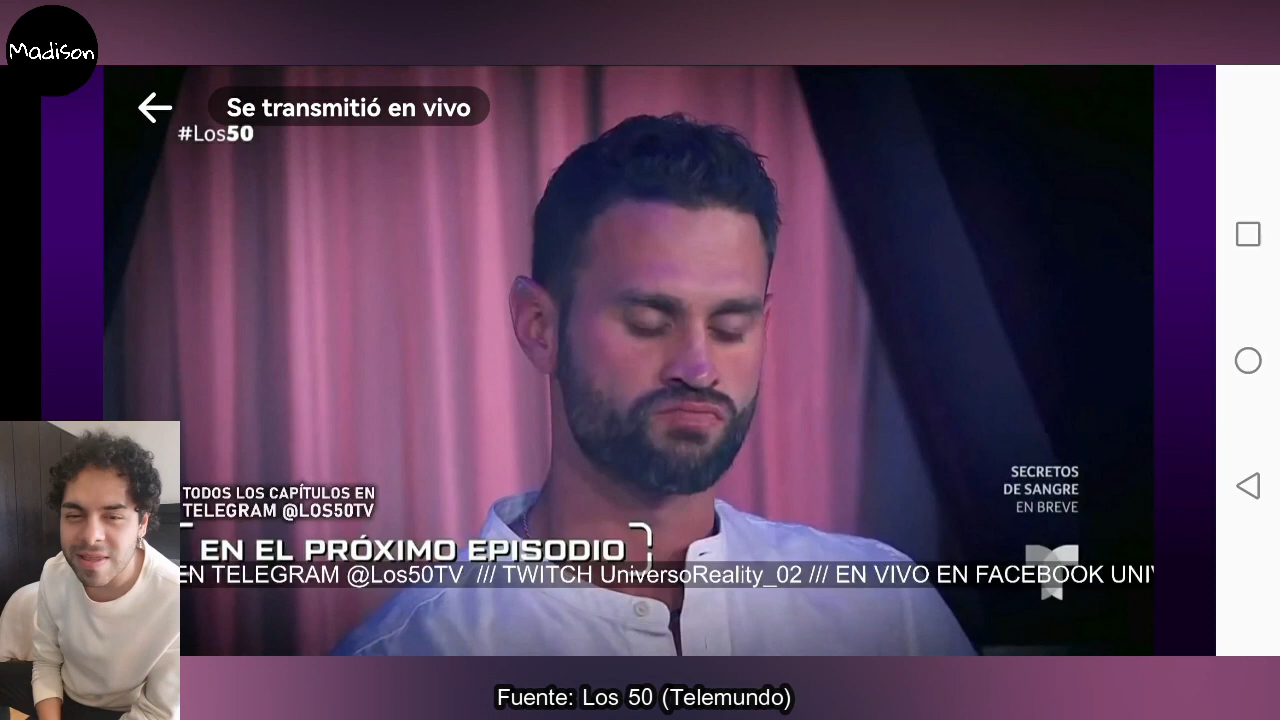 Madison
Se transmitió en vivo
#Los50
TODOS LOS CAPÍTULOS EN
TELEGRAM @LOS50TV
SECRETOS
DE SANGRE
EN BREVE
EN EL PRÓXIMO EPISODIO
EN TELEGRAM @Los50TV /// TWITCH UniversoReality_02 /// EN VIVO EN FACEBOOK UNI
Fuente: Los 50 (Telemundo)